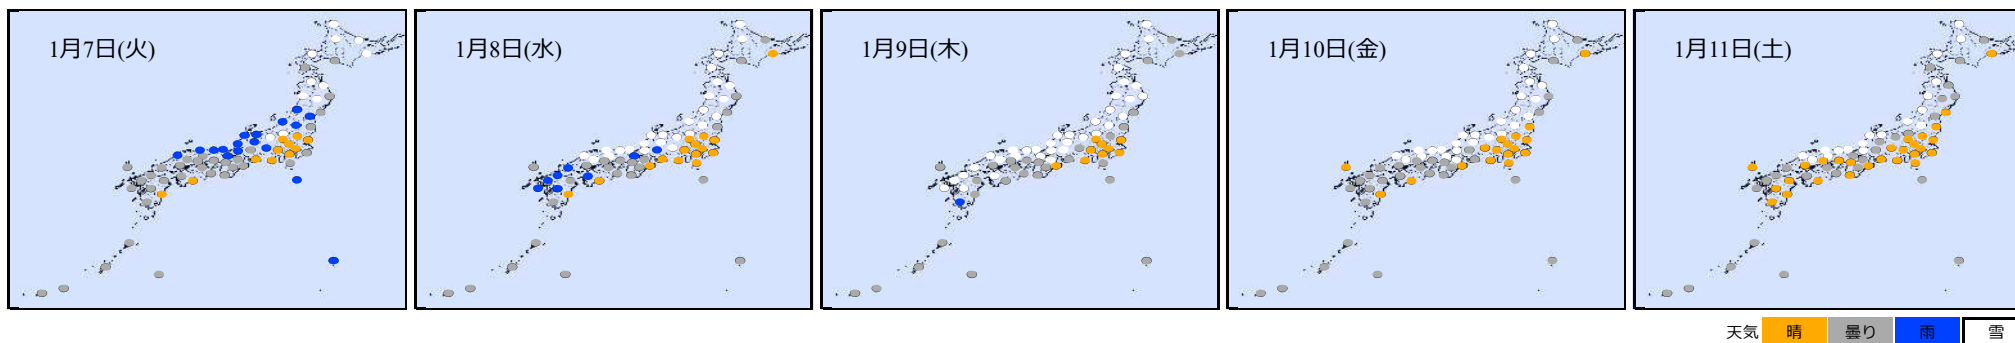 1月7日(火)
1月8日(水)
1月9日(木)
1月10日(金)
1月11日(土)
天気 晴 曇り 雨 雪